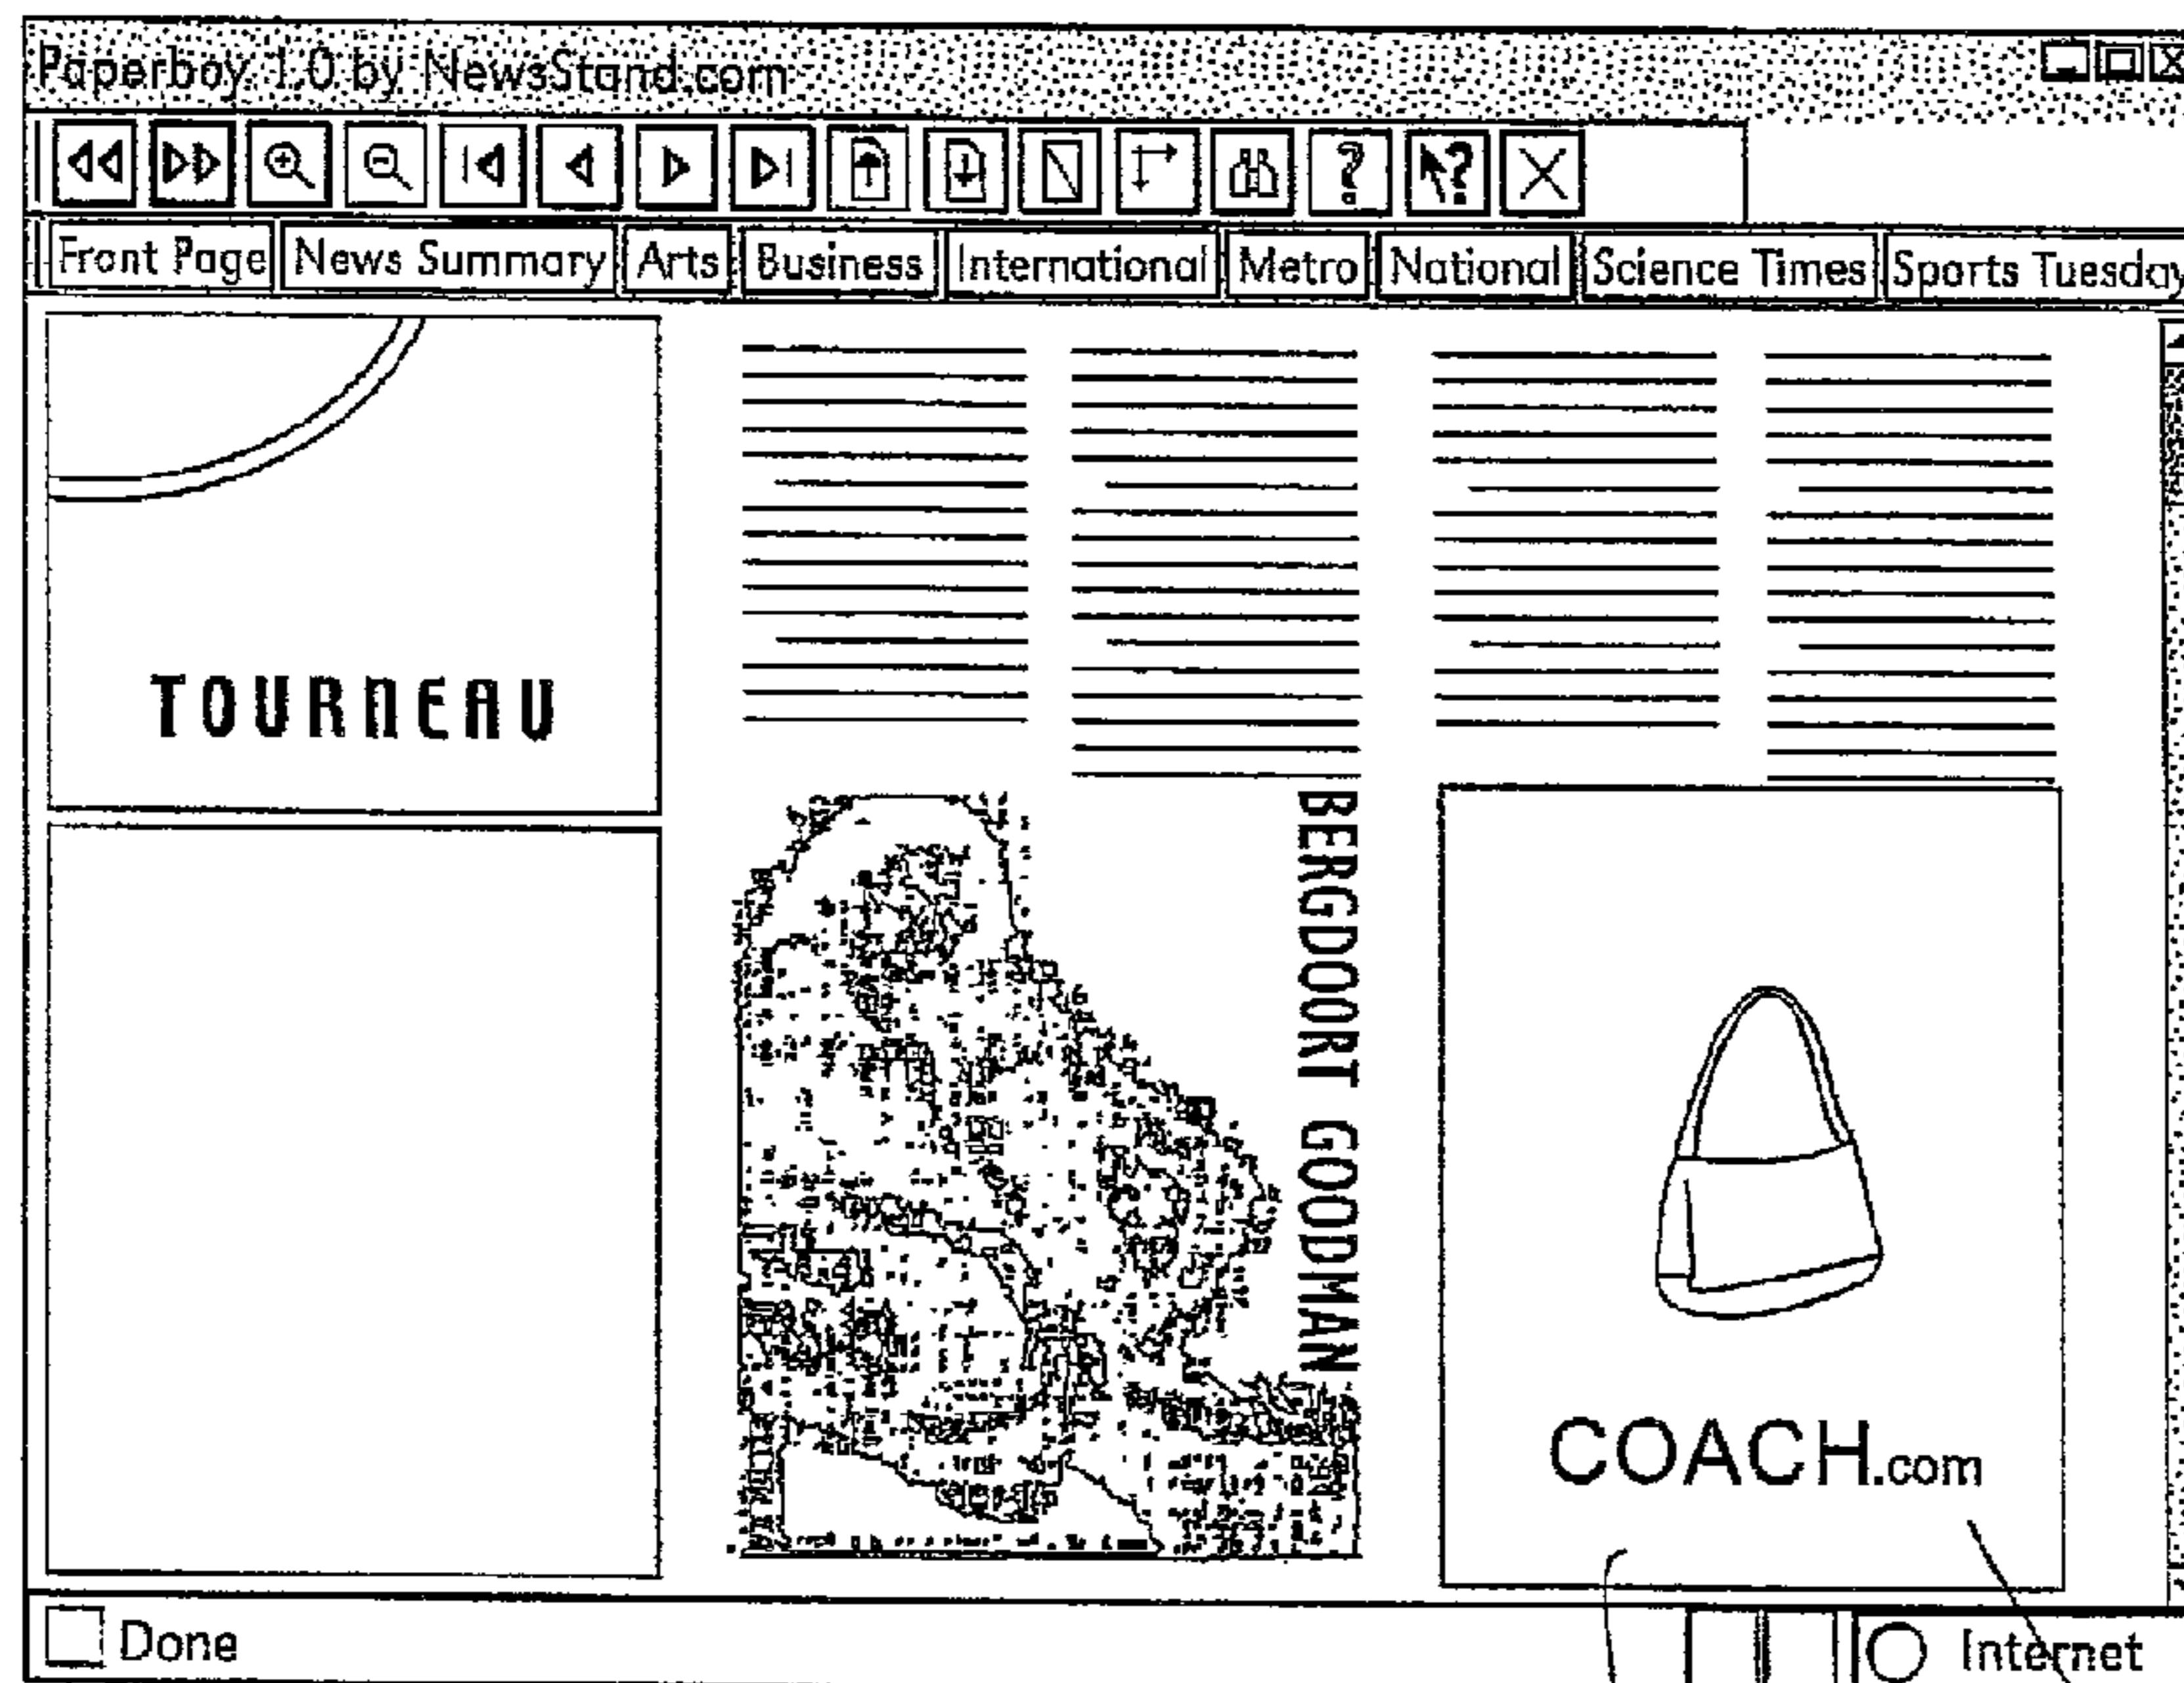 Paperboy 1.0 by NewsStand.com
Front Page News Summary Arts Business International Metro National Science Times Sports Tuesday
TOURNEAU
BERGDOORT GOODMAN
COACH.com
Done
Internet